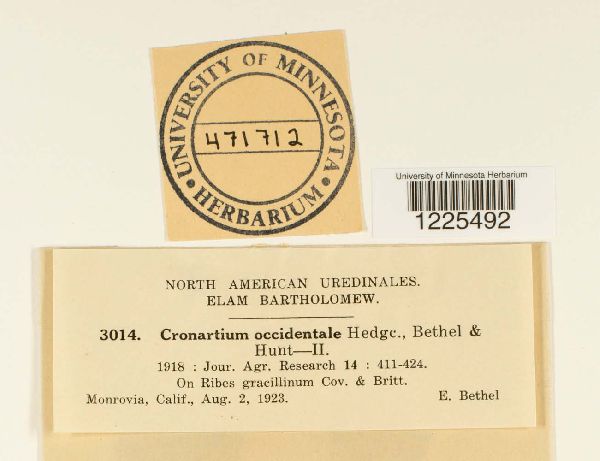 UNIVERSITY OF MINNESOTA
471712
• HERBARIUM •
University of Minnesota Herbarium
1225492
NORTH AMERICAN UREDINALES.
ELAM BARTHOLOMEW.
3014. Cronartium occidentale Hedgc., Bethel &
Hunt—II.
1918 : Jour. Agr. Research 14 : 411-424.
On Ribes gracillinum Cov. & Britt.
Monrovia, Calif., Aug. 2, 1923. E. Bethel